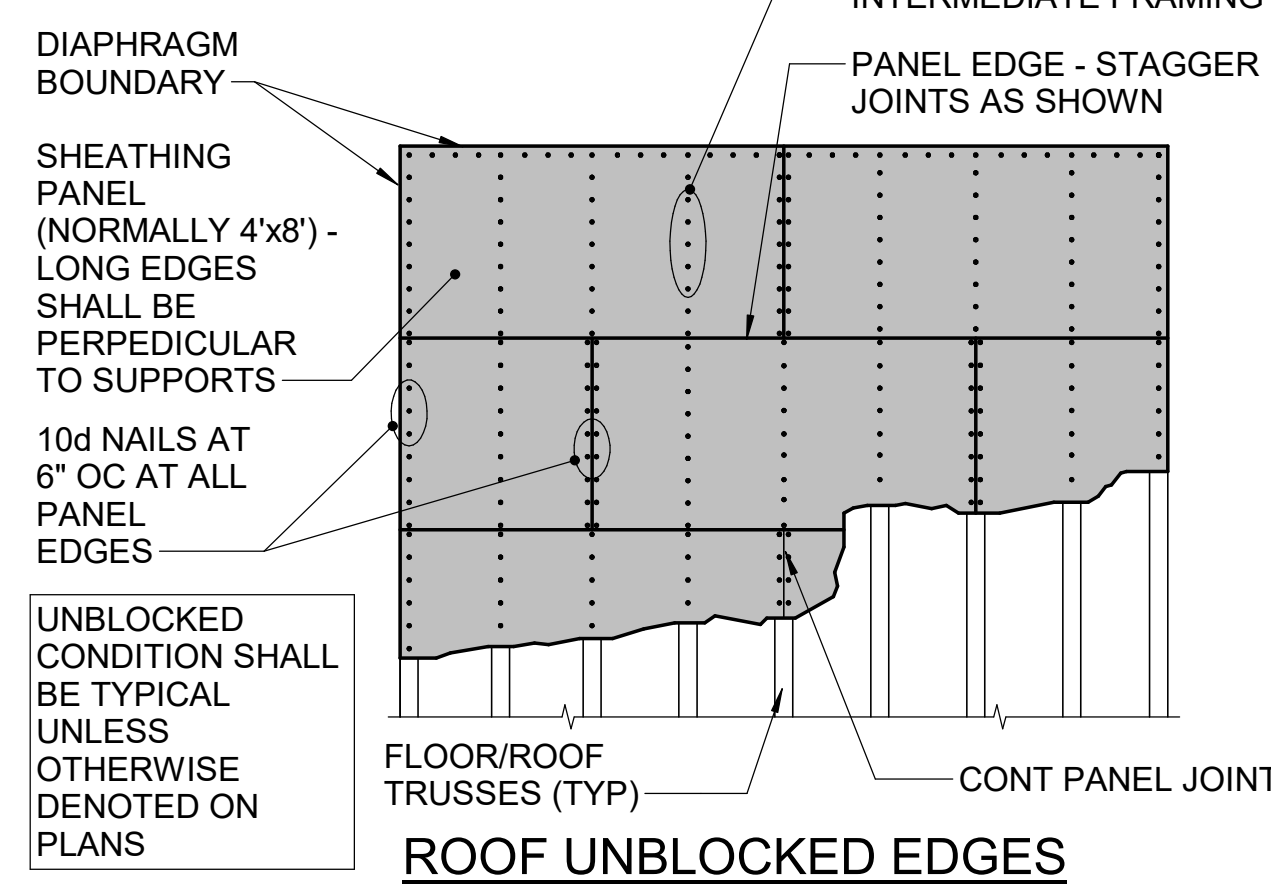 INTERMEDIATE FRAMING
DIAPHRAGM
BOUNDARY
PANEL EDGE - STAGGER
JOINTS AS SHOWN
SHEATHING
PANEL
(NORMALLY 4'x8') -
LONG EDGES
SHALL BE
PERPEDICULAR
TO SUPPORTS
10d NAILS AT
6" OC AT ALL
PANEL
EDGES
UNBLOCKED
CONDITION SHALL
BE TYPICAL
UNLESS
OTHERWISE
DENOTED ON
PLANS
FLOOR/ROOF
TRUSSES (TYP)
CONT PANEL JOINT
ROOF UNBLOCKED EDGES